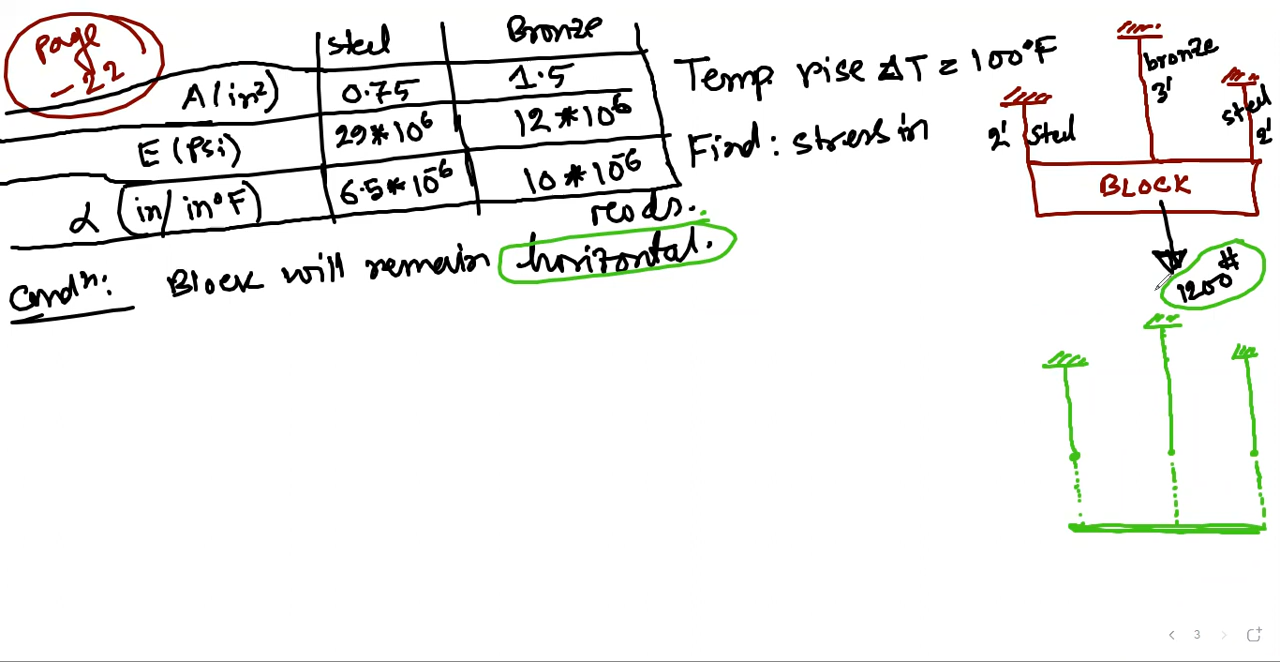 Page
- 22
Steel Bronze
A (in²) 0.75 1.5
E (Psi) 29*10⁶ 12*10⁶
α (in/in°F) 6.5*10⁻⁶ 10*10⁻⁶
Temp rise ΔT = 100°F
Find: stress in
reods.
Condⁿ: Block will remain horizontal.
bronze
3'
2' Steel
steel
2'
BLOCK
1200#
3